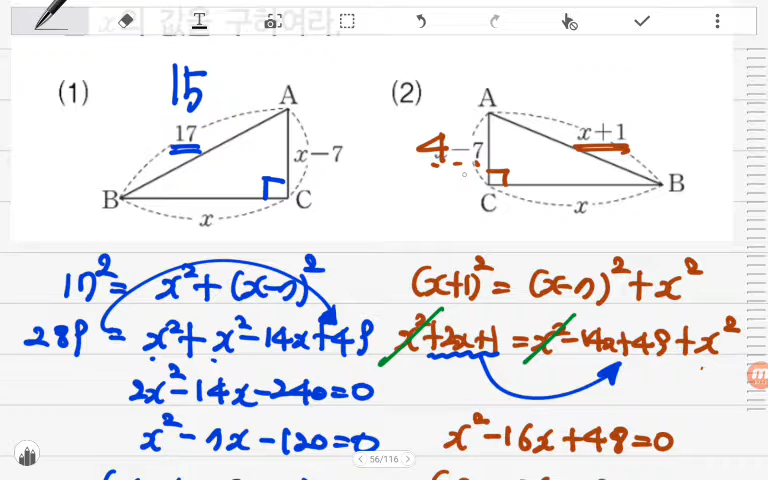 x의 값을 구하여라.
(1) 15
A
17
x−7
B
C
x
(2)
A
x+1
4−7
C
B
x
17² = x² + (x−7)²
289 = x² + x² −14x + 49
2x² −14x −240 = 0
x² − 7x − 120 = 0
(x+1)² = (x−7)² + x²
x² + 2x + 1 = x² − 14x + 49 + x²
x² − 16x + 48 = 0
56/116